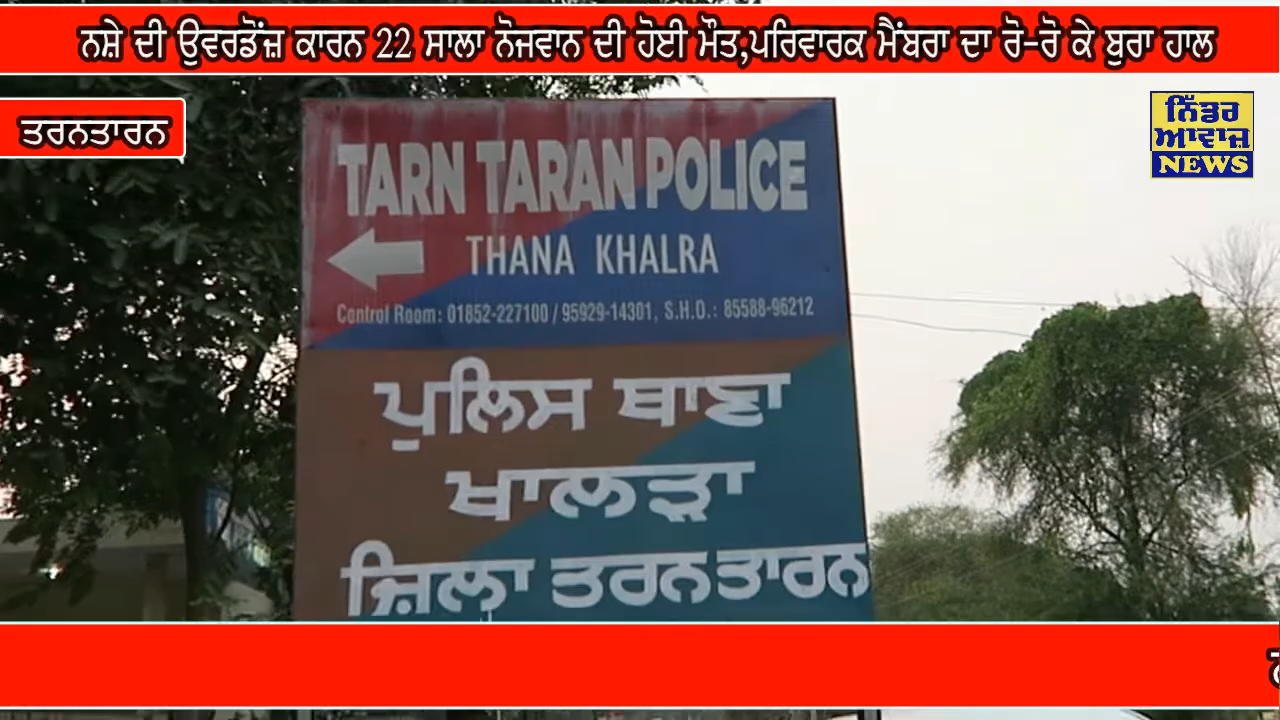 ਨਸ਼ੇ ਦੀ ਉਵਰਡੋਂਜ਼ ਕਾਰਨ 22 ਸਾਲਾ ਨੋਜਵਾਨ ਦੀ ਹੋਈ ਮੌਤ,ਪਰਿਵਾਰਕ ਮੈਂਬਰਾ ਦਾ ਰੋ-ਰੋ ਕੇ ਬੁਰਾ ਹਾਲ
ਤਰਨਤਾਰਨ
ਨਿੱਡਰ
ਆਵਾਜ਼
NEWS
TARN TARAN POLICE
THANA KHALRA
Control Room: 01852-227100 / 95929-14301, S.H.O.: 85588-96212
ਪੁਲਿਸ ਥਾਣਾ
ਖਾਲੜਾ
ਜ਼ਿਲਾ ਤਰਨਤਾਰਨ